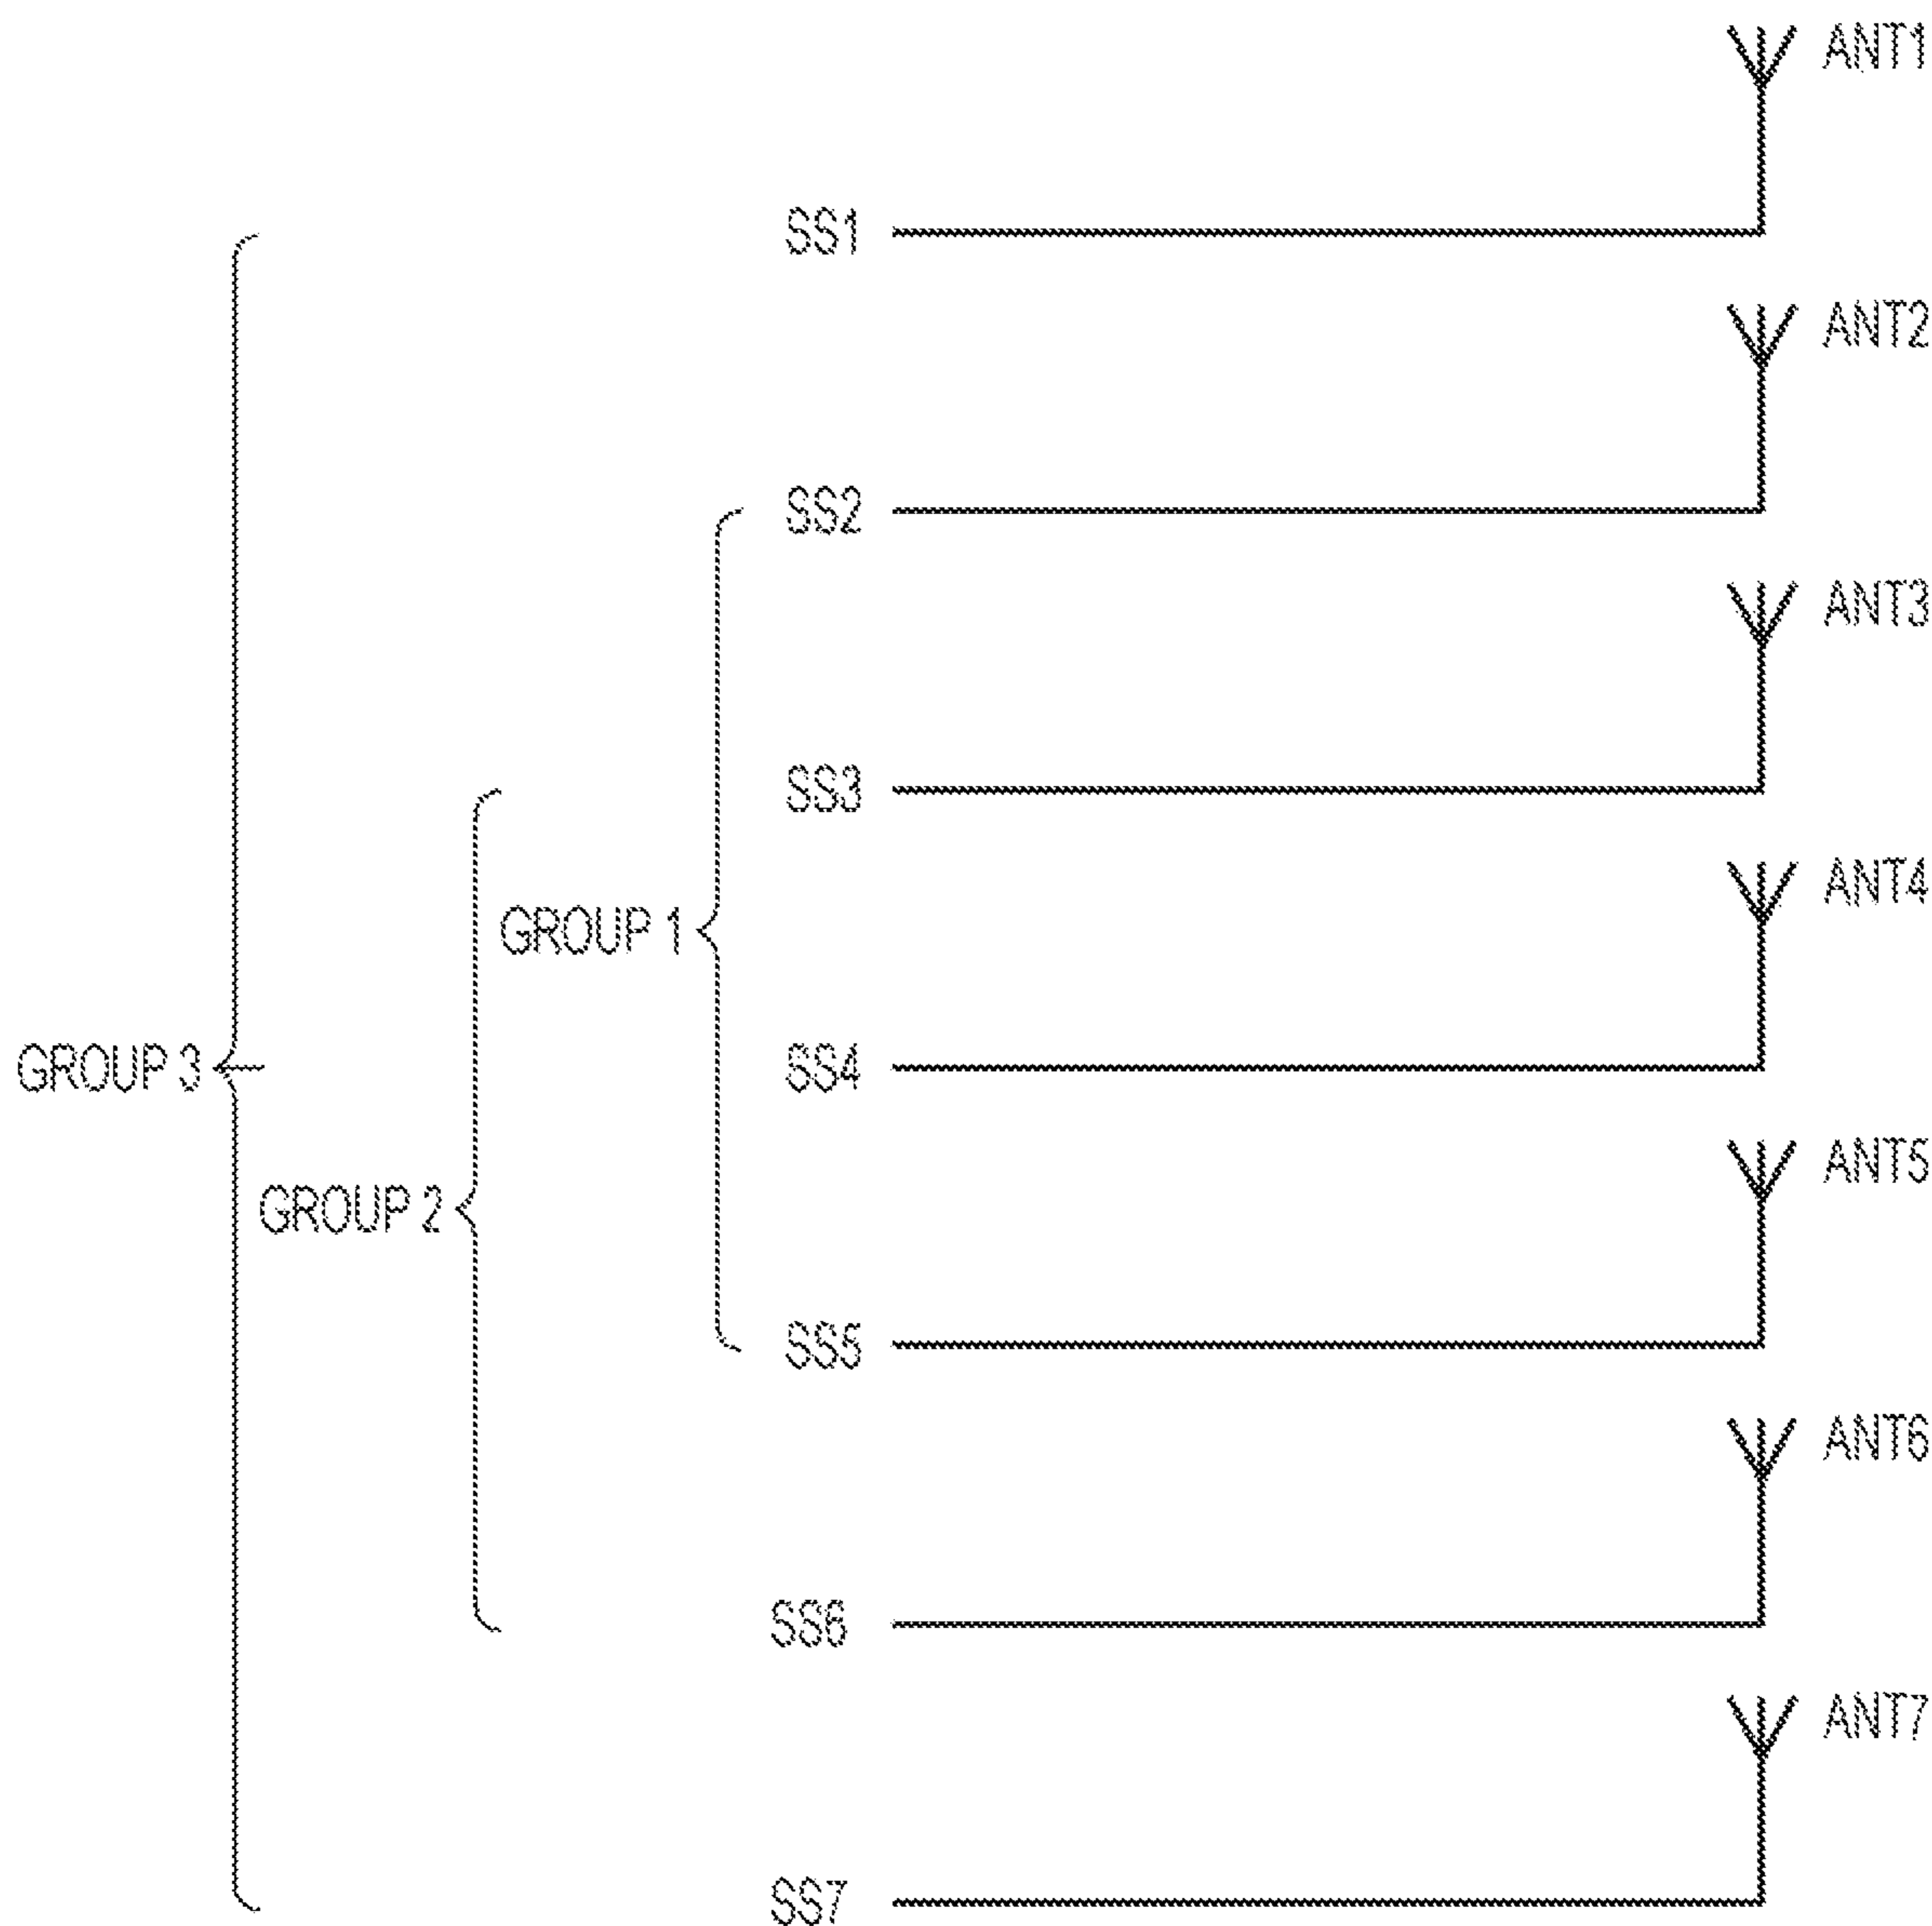 ANT1
SS1
ANT2
SS2
ANT3
SS3
ANT4
GROUP 1
GROUP 3
SS4
ANT5
GROUP 2
SS5
ANT6
SS6
ANT7
SS7